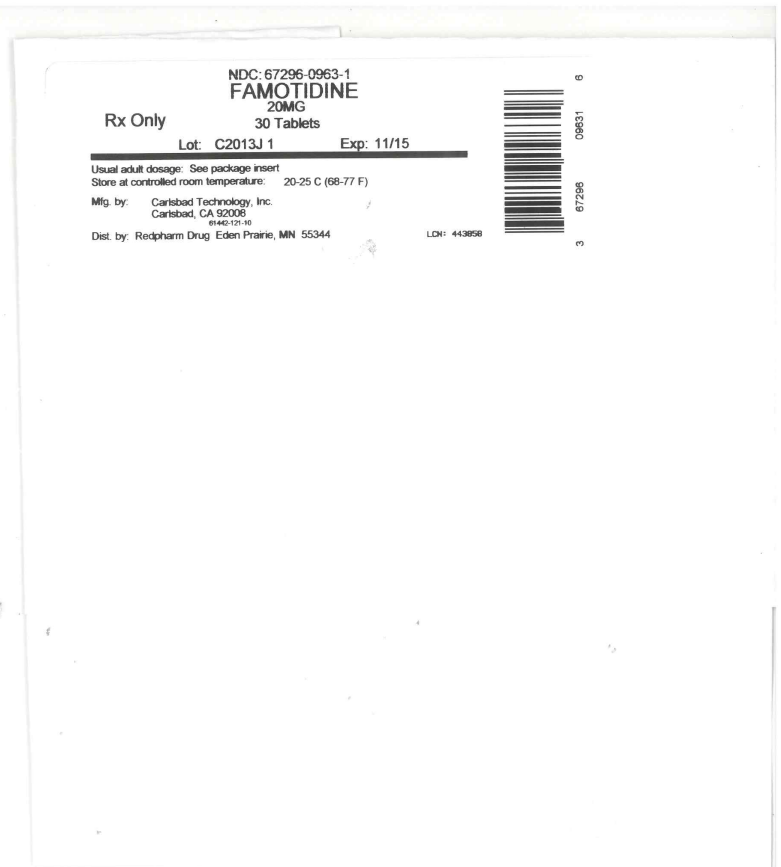 NDC: 67296-0963-1
FAMOTIDINE
20MG
Rx Only 30 Tablets
Lot: C2013J 1 Exp: 11/15
Usual adult dosage: See package insert
Store at controlled room temperature: 20-25 C (68-77 F)
Mfg. by: Carlsbad Technology, Inc.
Carlsbad, CA 92008
61442-121-10
Dist. by: Redpharm Drug Eden Prairie, MN 55344 LCN: 443858
3 67296 09631 6